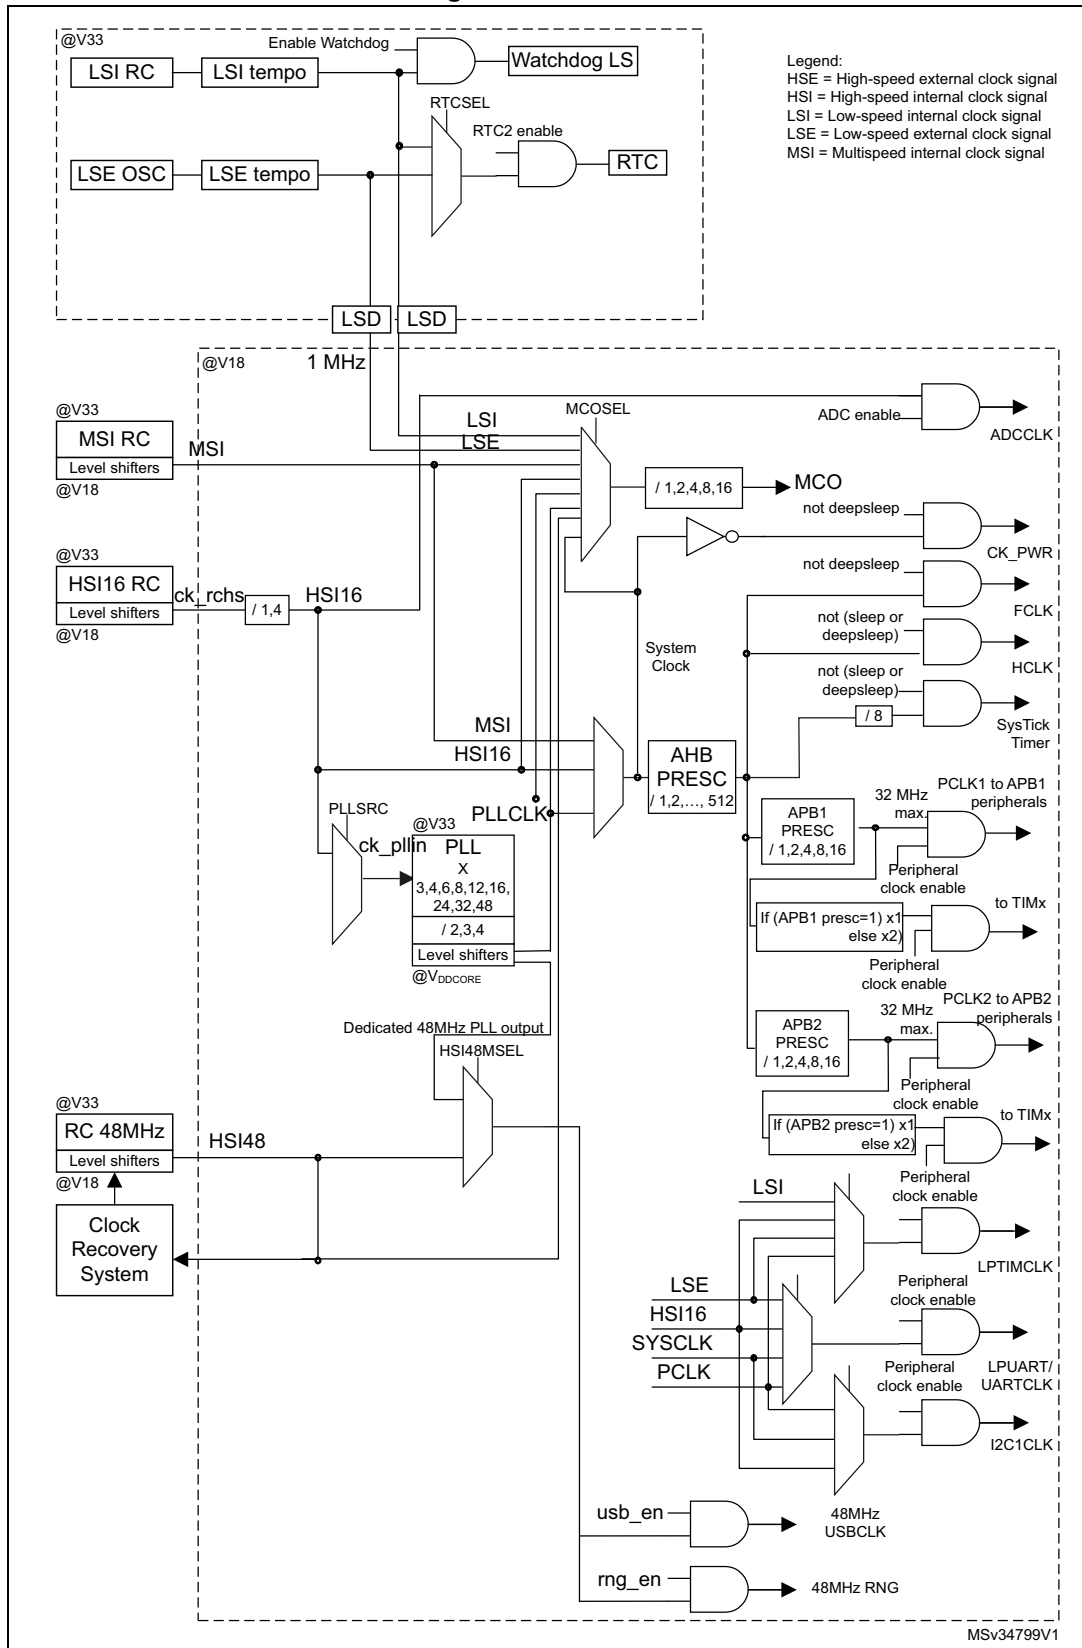 @V33
Enable Watchdog
Watchdog LS
LSI RC
LSI tempo
Legend:
HSE = High-speed external clock signal
HSI = High-speed internal clock signal
LSI = Low-speed internal clock signal
LSE = Low-speed external clock signal
MSI = Multispeed internal clock signal
RTCSEL
RTC2 enable
RTC
LSE OSC
LSE tempo
LSD
LSD
@V18
1 MHz
@V33
MSI RC
Level shifters
@V18
MSI
LSI
LSE
MCOSEL
/ 1,2,4,8,16
MCO
ADC enable
ADCCLK
not deepsleep
CK_PWR
@V33
HSI16 RC
Level shifters
@V18
ck_rchs
/ 1,4
HSI16
not deepsleep
FCLK
not (sleep or
deepsleep)
HCLK
System
Clock
not (sleep or
deepsleep)
/ 8
SysTick
Timer
MSI
HSI16
PLLCLK
AHB
PRESC
/ 1,2,…, 512
PLLSRC
ck_pllin
@V33
PLL
X
3,4,6,8,12,16,
24,32,48
/ 2,3,4
Level shifters
@VDDCORE
APB1
PRESC
/ 1,2,4,8,16
32 MHz
max.
PCLK1 to APB1
peripherals
Peripheral
clock enable
If (APB1 presc=1) x1
else x2)
to TIMx
Peripheral
clock enable
APB2
PRESC
/ 1,2,4,8,16
32 MHz
max.
PCLK2 to APB2
peripherals
Peripheral
clock enable
If (APB2 presc=1) x1
else x2)
to TIMx
Peripheral
clock enable
Dedicated 48MHz PLL output
HSI48MSEL
@V33
RC 48MHz
Level shifters
@V18
HSI48
Clock
Recovery
System
LSI
LPTIMCLK
LSE
HSI16
SYSCLK
PCLK
Peripheral
clock enable
LPUART/
UARTCLK
Peripheral
clock enable
I2C1CLK
usb_en
48MHz
USBCLK
rng_en
48MHz RNG
MSv34799V1